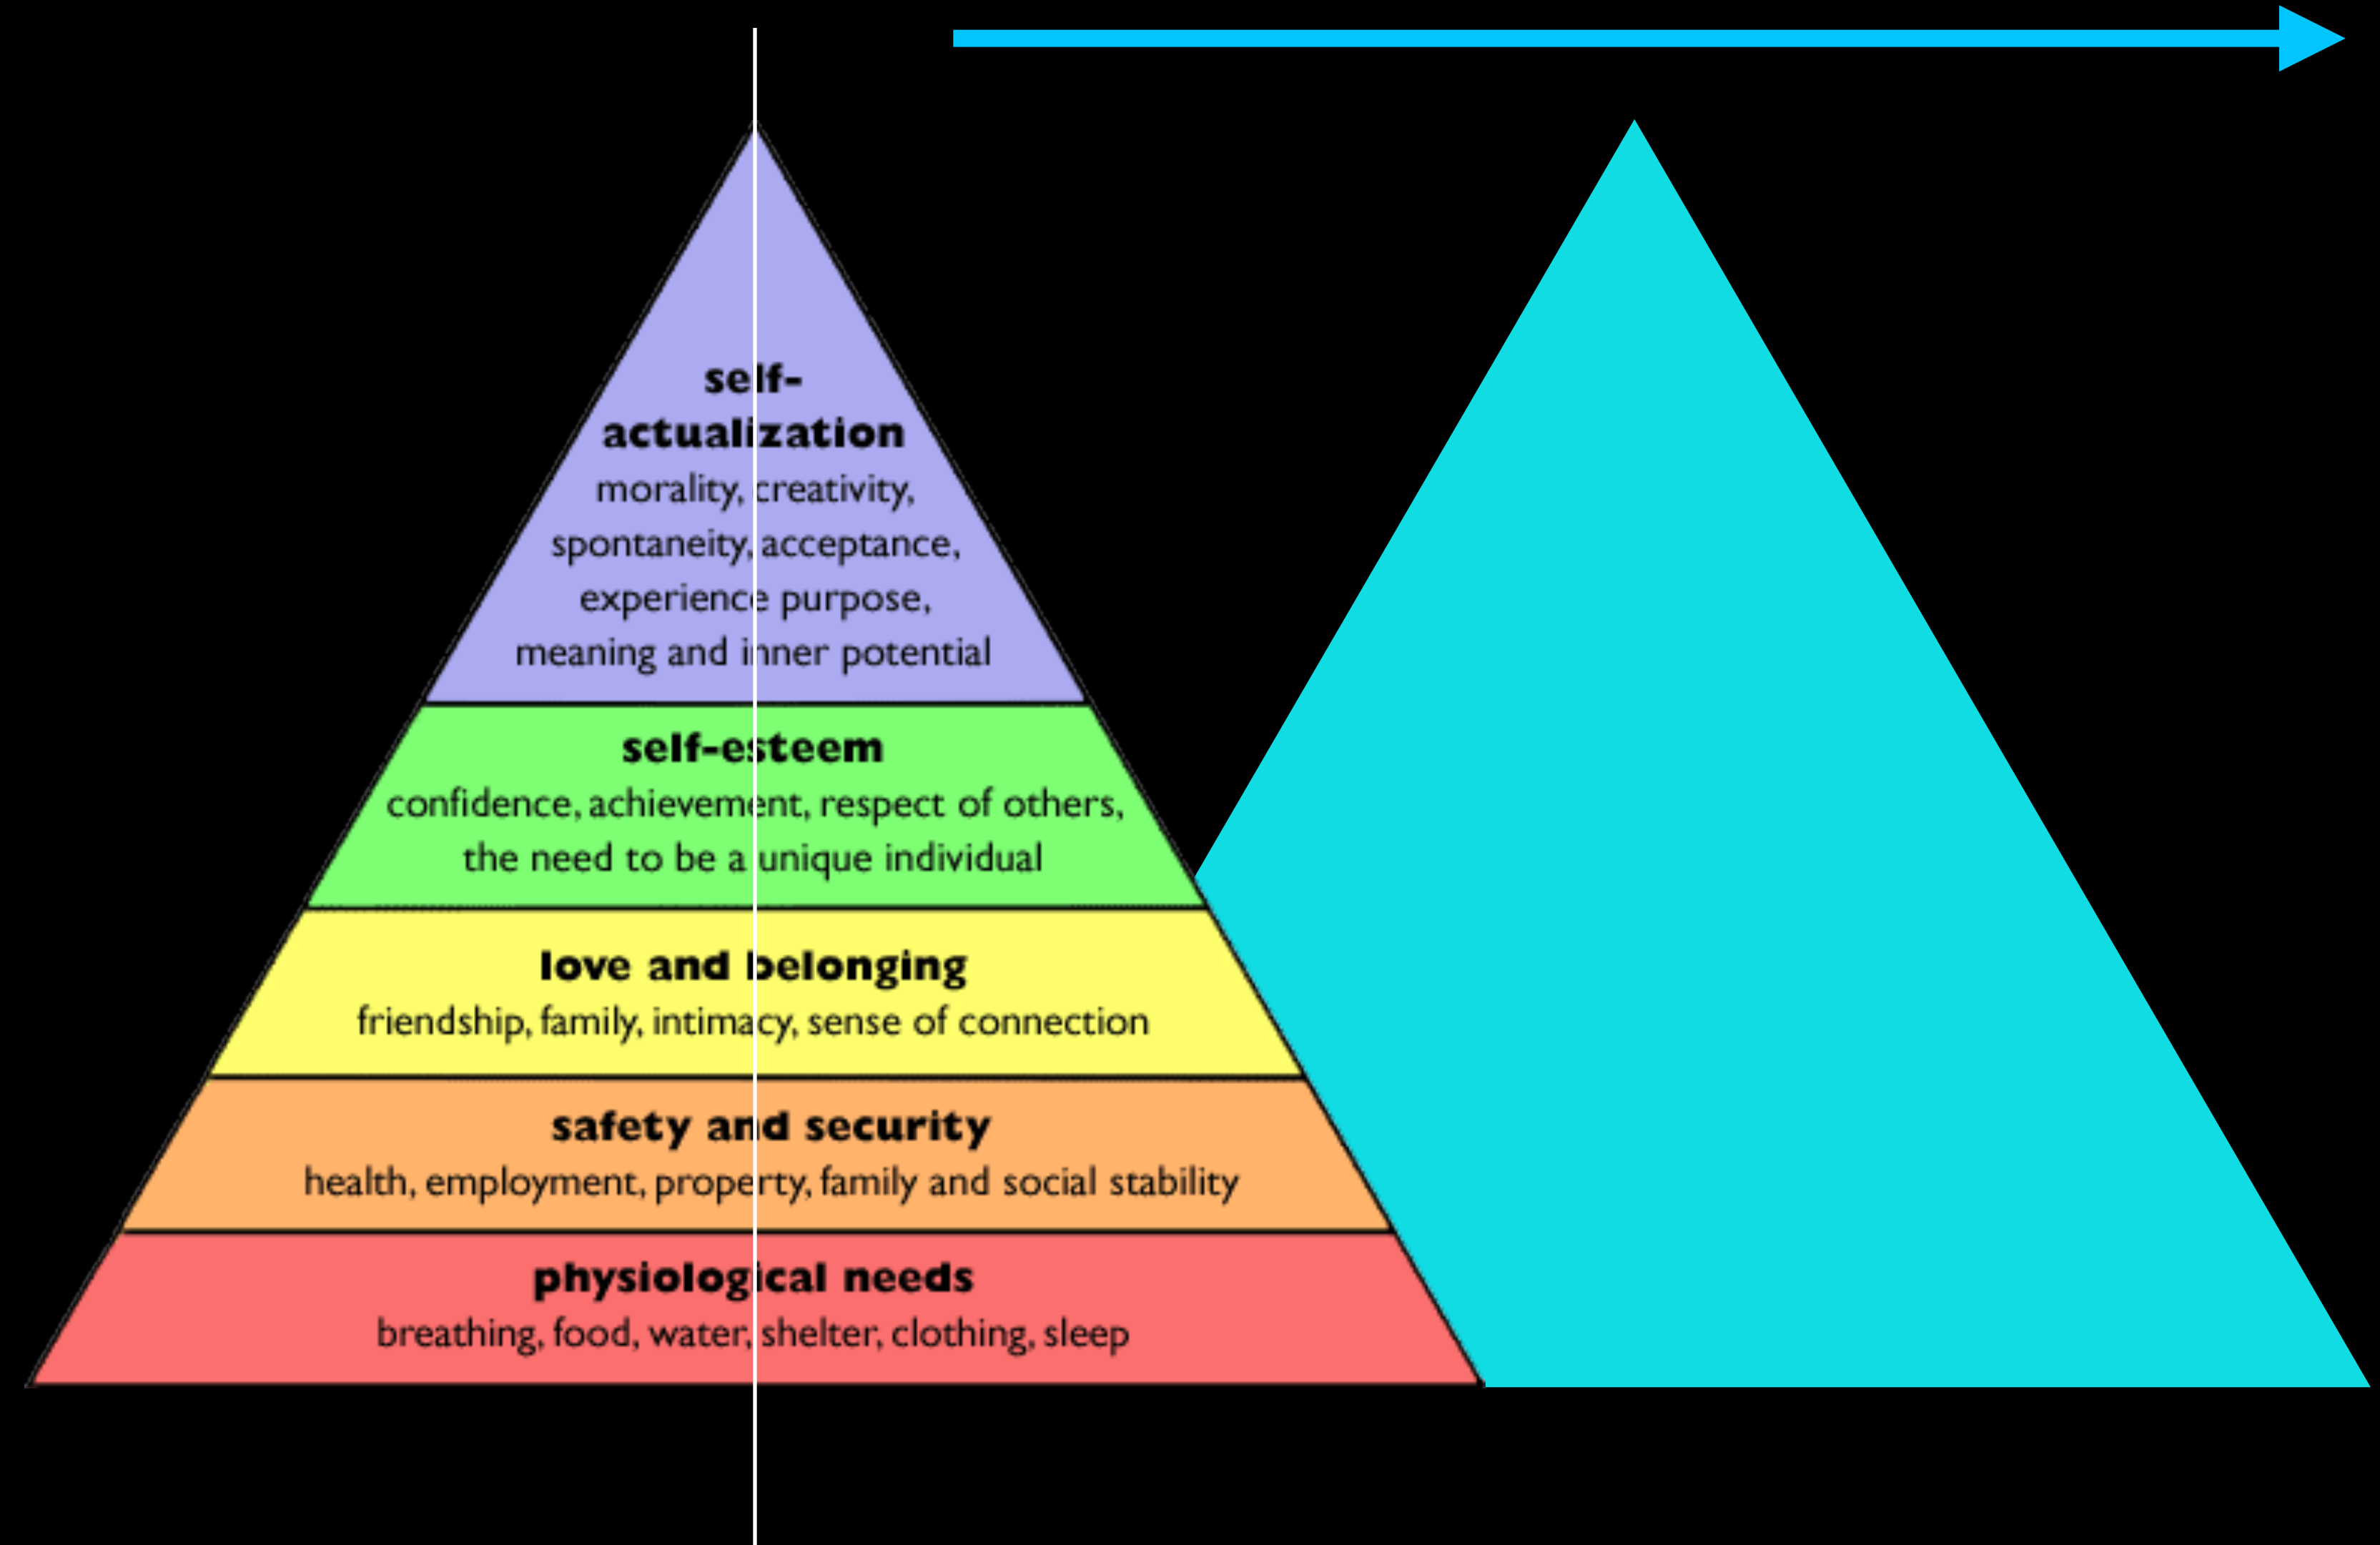 self-
actualization
morality, creativity,
spontaneity, acceptance,
experience purpose,
meaning and inner potential
self-esteem
confidence, achievement, respect of others,
the need to be a unique individual
love and belonging
friendship, family, intimacy, sense of connection
safety and security
health, employment, property, family and social stability
physiological needs
breathing, food, water, shelter, clothing, sleep